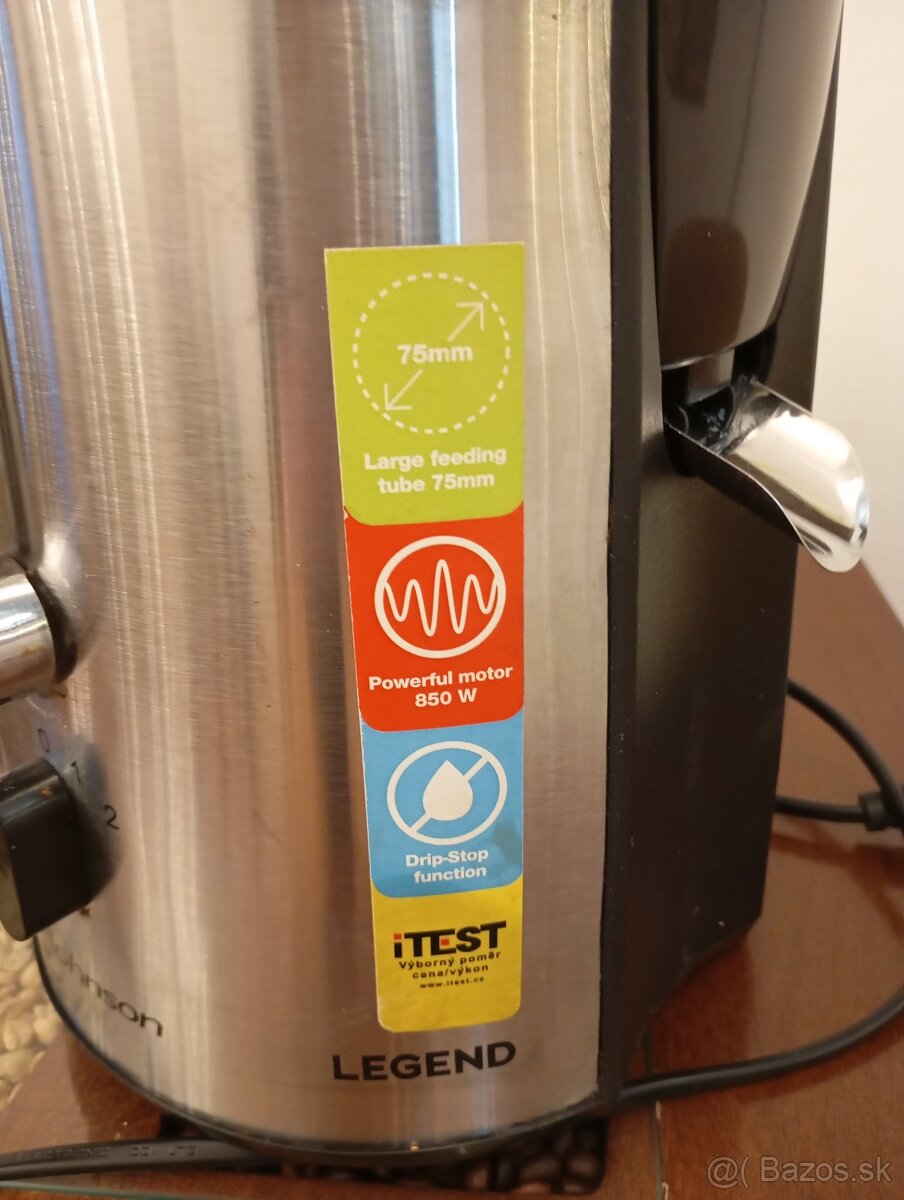 75mm
Large feeding
tube 75mm
Powerful motor
850 W
Drip-Stop
function
iTEST
Výborný poměr
cena/výkon
www.itest.cz
0
1
2
hnson
LEGEND
@( Bazos.sk